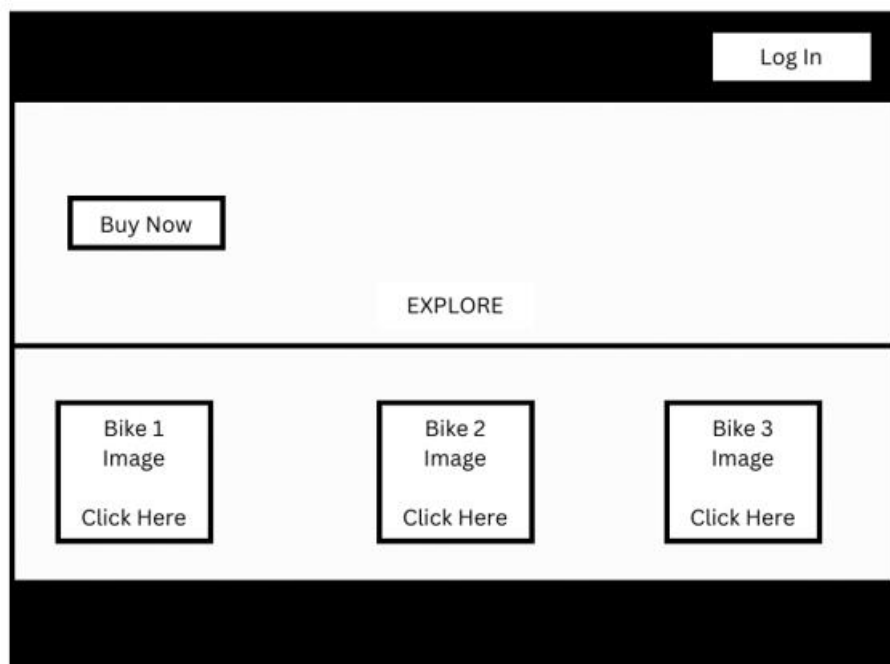 Log In
Buy Now
EXPLORE
Bike 1
Image
Click Here
Bike 2
Image
Click Here
Bike 3
Image
Click Here